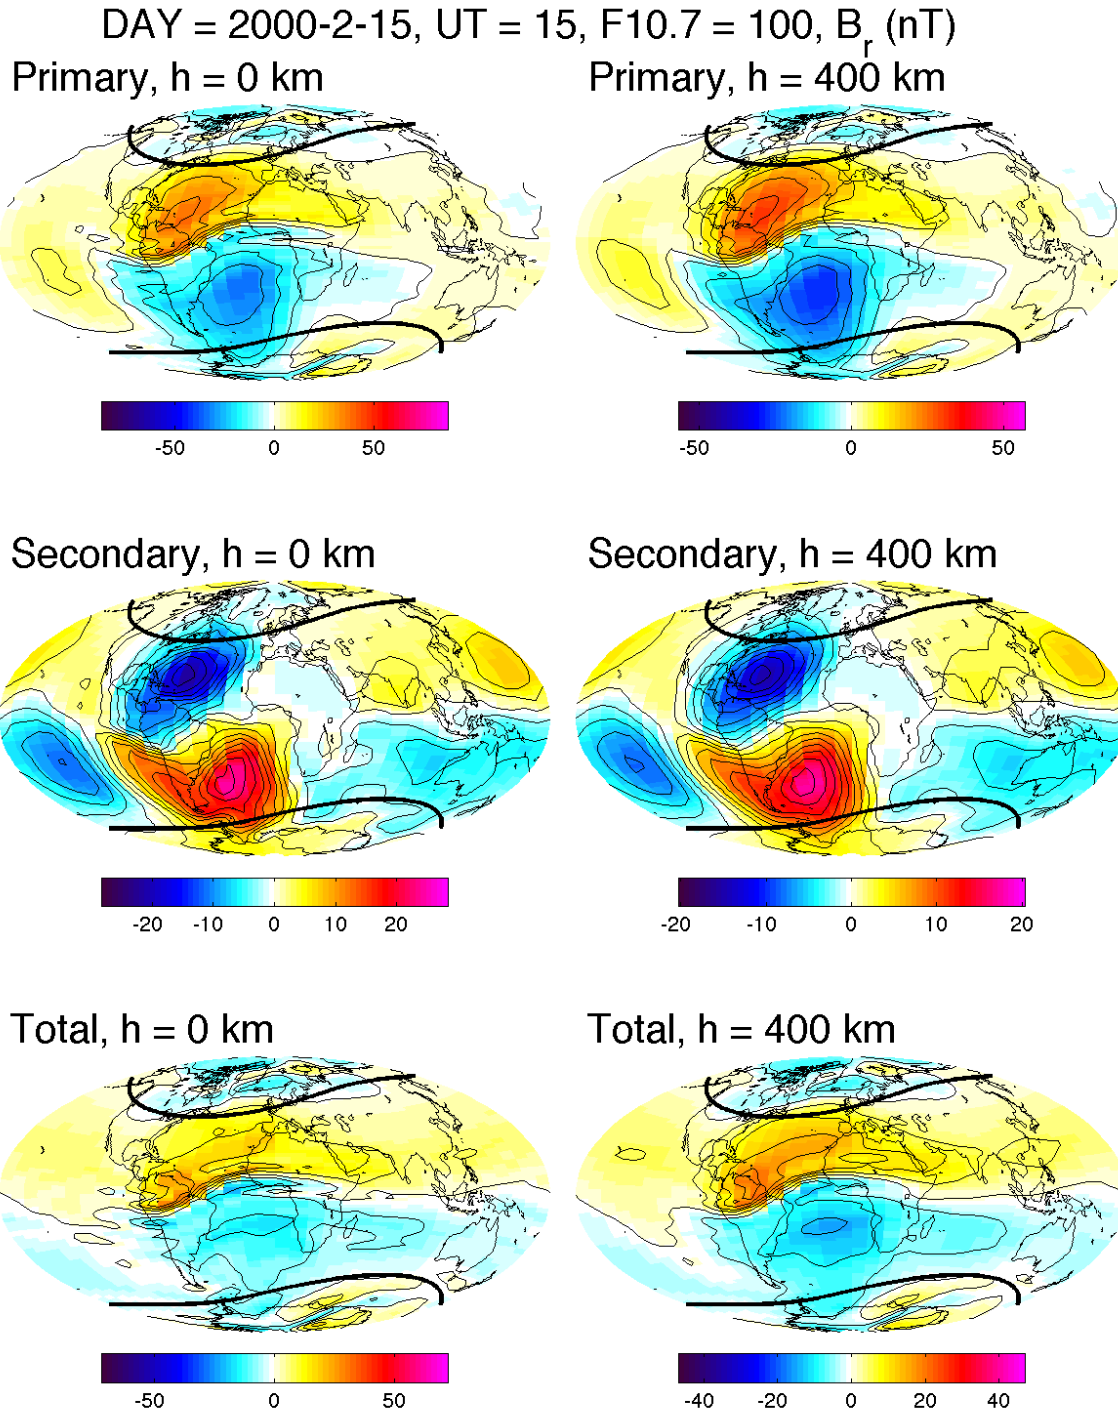 DAY = 2000-2-15, UT = 15, F10.7 = 100, B_r (nT)
Primary, h = 0 km
Primary, h = 400 km
-50 0 50
-50 0 50
Secondary, h = 0 km
Secondary, h = 400 km
-20 -10 0 10 20
-20 -10 0 10 20
Total, h = 0 km
Total, h = 400 km
-50 0 50
-40 -20 0 20 40